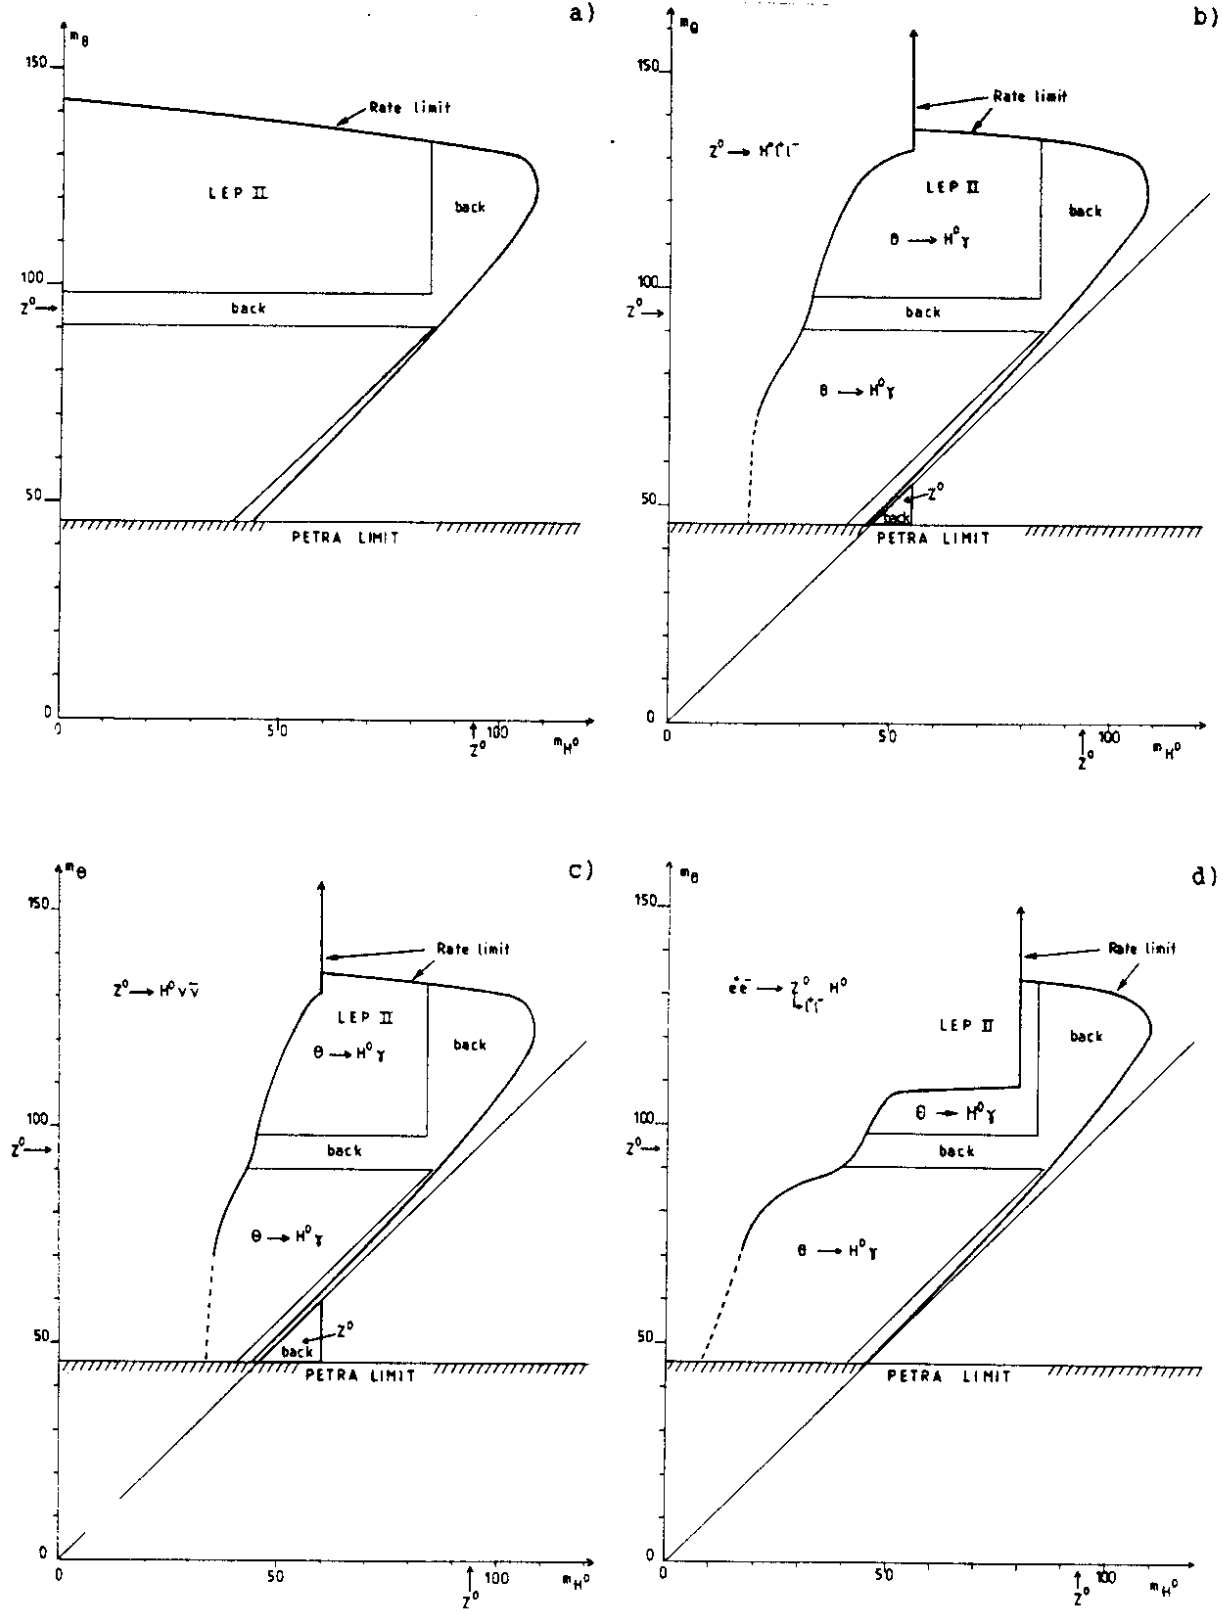 a)
m_θ
150
Rate limit
LEP II
back
100
Z⁰→
back
50
PETRA LIMIT
0
0
50
100
Z⁰
m_H⁰
b)
m_θ
150
Rate limit
Z⁰ → H⁰l⁺l⁻
LEP II
back
θ → H⁰γ
100
Z⁰→
back
θ → H⁰γ
50
Z⁰
back
PETRA LIMIT
0
0
50
100
Z⁰
m_H⁰
c)
m_θ
150
Rate limit
Z⁰ → H⁰νν̄
LEP II
θ → H⁰γ
back
100
Z⁰→
back
θ → H⁰γ
50
Z⁰
back
PETRA LIMIT
0
0
50
100
Z⁰
m_H⁰
d)
m_θ
150
Rate limit
e⁺e⁻ → Z⁰ H⁰
↳l⁺l⁻
LEP II
back
θ → H⁰γ
100
Z⁰→
back
θ → H⁰γ
50
PETRA LIMIT
0
0
50
100
Z⁰
m_H⁰